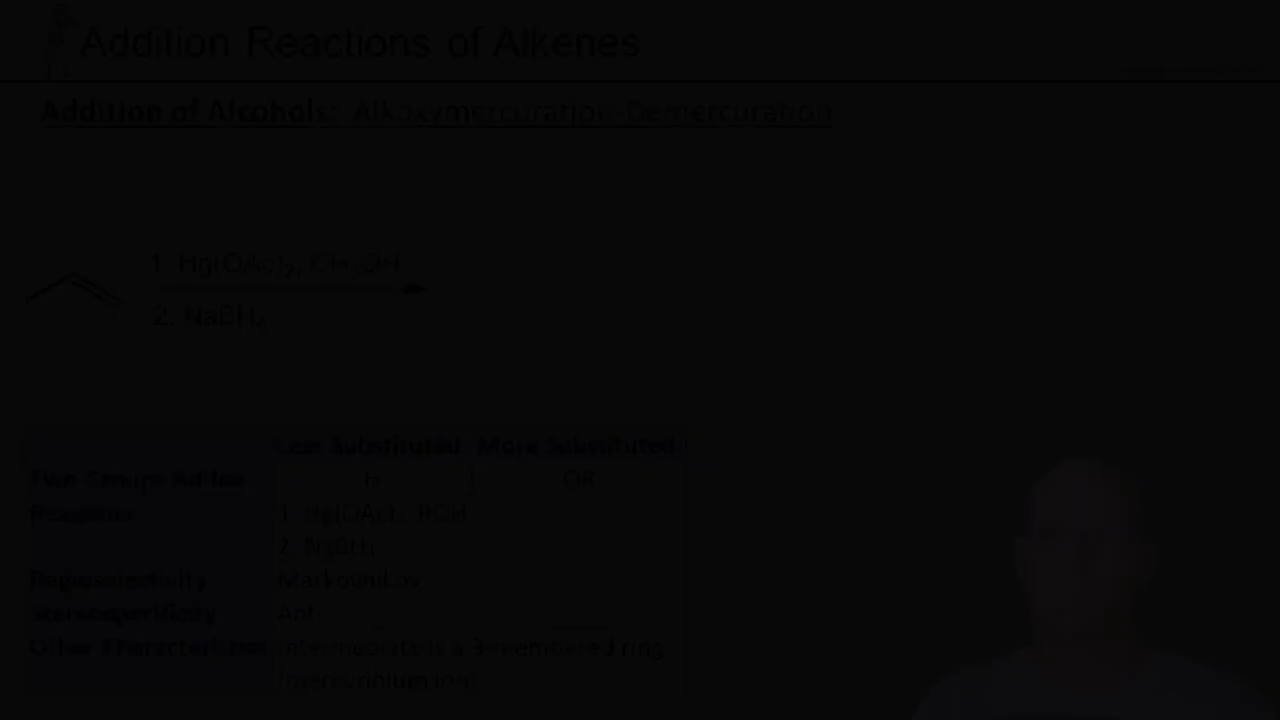 Addition Reactions of Alkenes
Addition of Alcohols: Alkoxymercuration-Demercuration
1. Hg(OAc)₂, CH₃OH
2. NaBH₄
Less Substituted More Substituted
Two Groups Added H OR
Reagents 1. Hg(OAc)₂, ROH
2. NaBH₄
Regioselectivity Markovnikov
Stereospecificity Anti
Other Characteristics Intermediate is a 3-membered ring
(mercurinium ion)